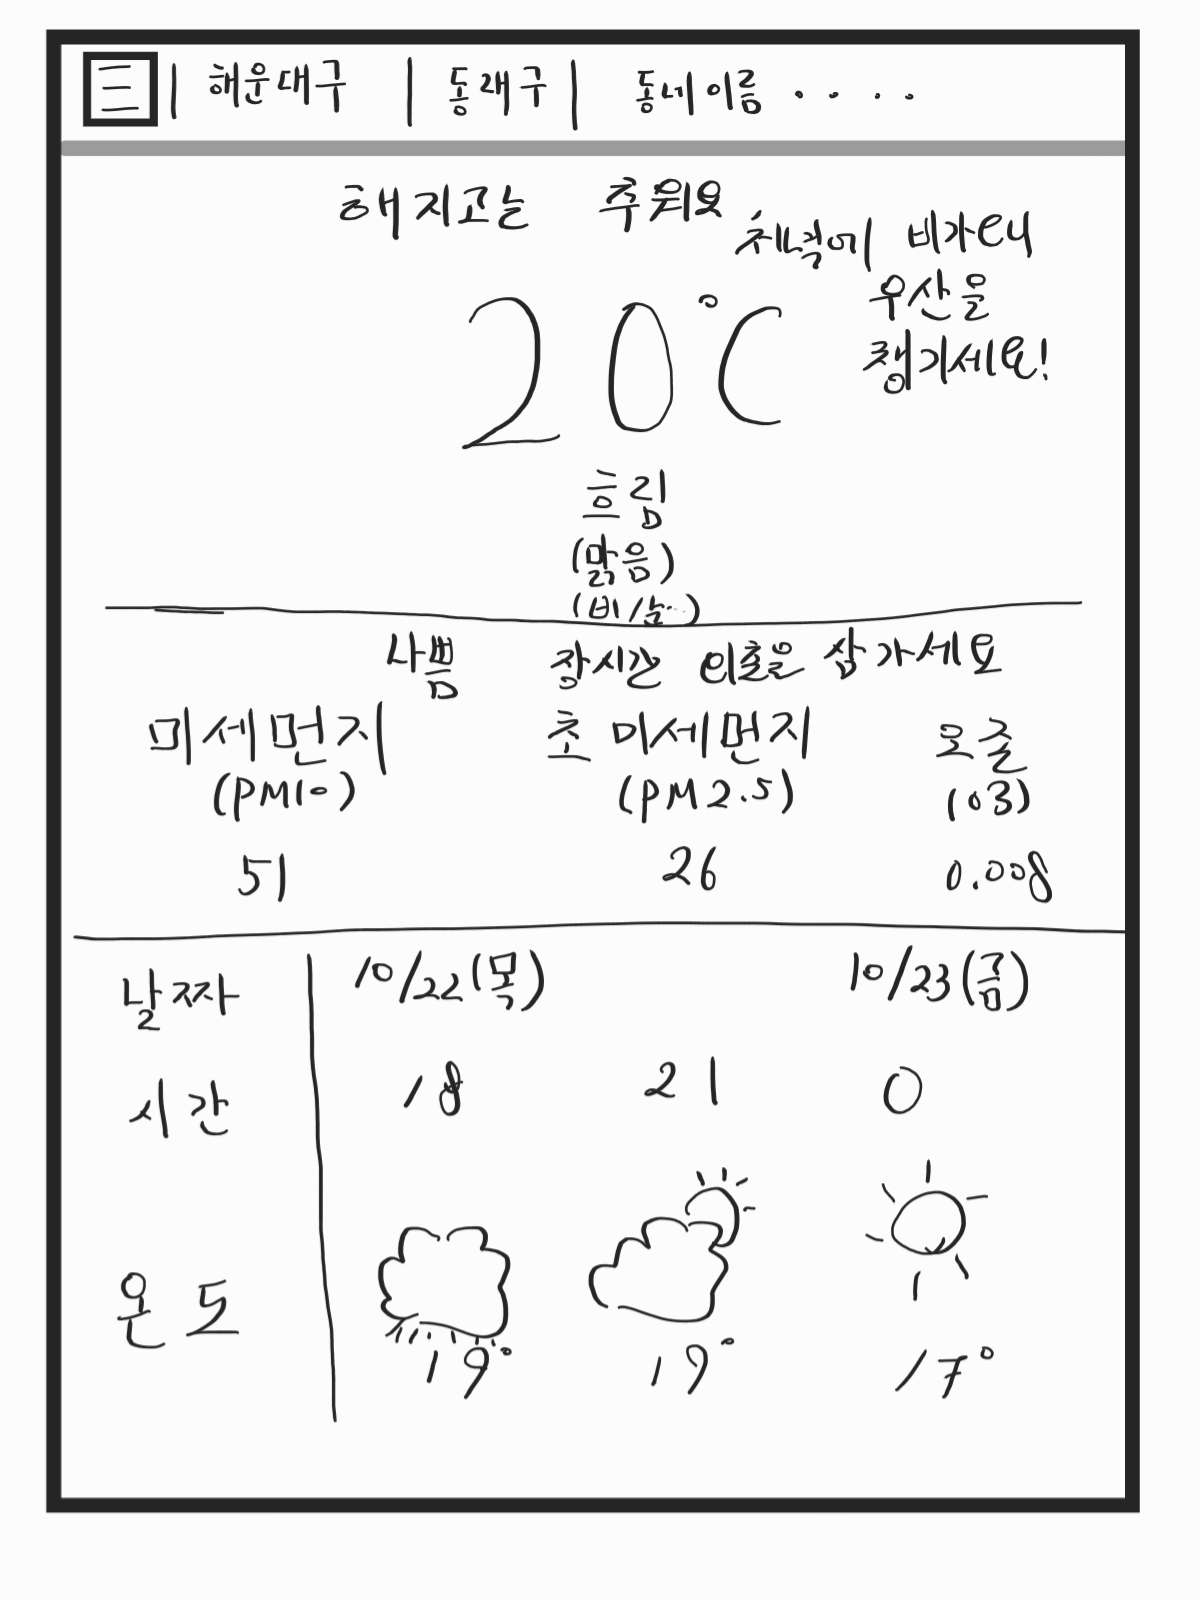 해운대구 동래구 동네이름 ....
해지고는 추워요
저녁에 비가오니
우산을
챙기세요!
20°C
흐림
(맑음)
(비/눈..)
나쁨 장시간 외출은 삼가세요
미세먼지 초미세먼지 오존
(PM10) (PM2.5) (03)
51 26 0.008
날짜 10/22(목) 10/23(금)
시간 18 21 0
온도 19° 19° 17°